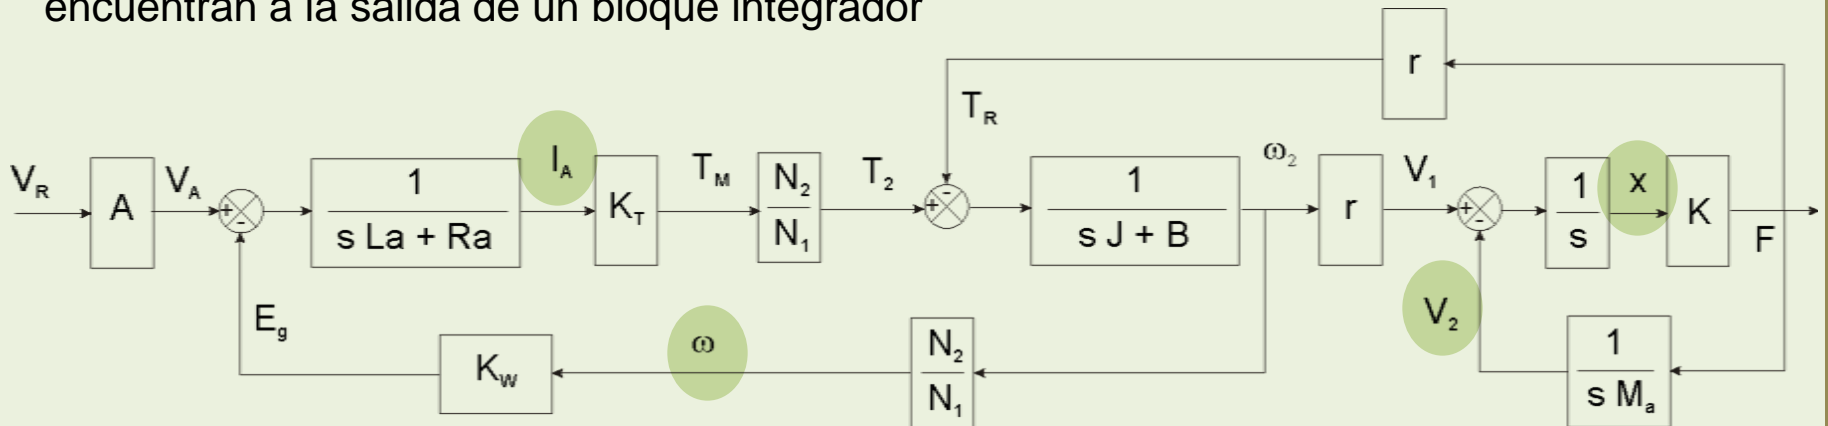 encuentran a la salida de un bloque integrador
r
T_R
V_R
A
V_A
1
s La + Ra
I_A
K_T
T_M
N_2
N_1
T_2
1
s J + B
ω_2
r
V_1
1
s
x
K
F
E_g
K_W
ω
N_2
N_1
V_2
1
s M_a